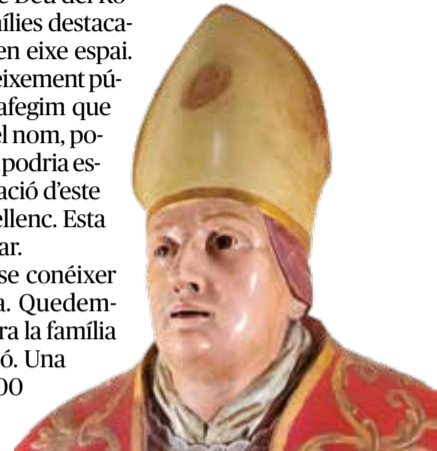 e Deu del Ro-
mílies destaca-
en eixe espai.
eixement pú-
afegim que
el nom, po-
podria es-
ació d'este
ellenc. Esta
ar.
se conéixer
a. Quedem-
ra la família
ó. Una
00